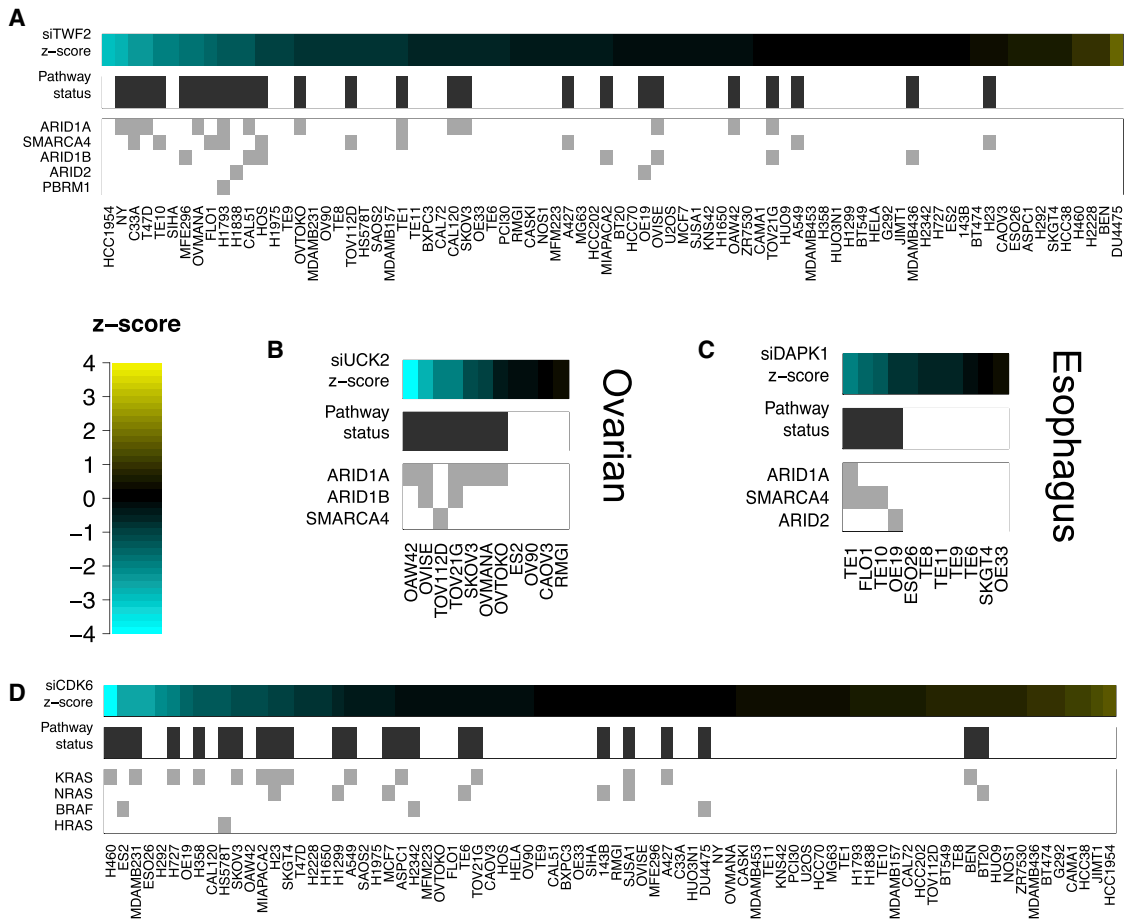 A
siTWF2
z−score
Pathway
status
ARID1A
SMARCA4
ARID1B
ARID2
PBRM1
HCC1954
NY
C33A
T47D
TE10
SIHA
MFE296
OVMANA
FLO1
H1793
H1838
CAL51
HOS
H1975
TE9
OVTOKO
MDAMB231
OV90
TE8
TOV112D
HS578T
SAOS2
MDAMB157
TE1
TE11
BXPC3
CAL72
CAL120
SKOV3
OE33
PCI30
RMGI
CASKI
NOS1
MFM223
A427
MG63
HCC202
MIAPACA2
BT20
HCC70
OE19
OVISE
U2OS
MCF7
SJSA1
KNS42
H1650
OAW42
ZR7530
CAMA1
TOV21G
HUO9
A549
MDAMB453
H358
HUO3N1
H1299
BT549
HELA
G292
JIMT1
MDAMB436
H2342
H727
ES2
143B
BT474
H23
CAOV3
ESO26
ASPC1
H292
SKGT4
HCC38
H460
H2228
BEN
DU4475
z−score
4
3
2
1
0
−1
−2
−3
−4
B
siUCK2
z−score
Pathway
status
ARID1A
ARID1B
SMARCA4
OAW42
OVISE
TOV112D
TOV21G
SKOV3
OVMANA
OVTOKO
ES2
OV90
CAOV3
RMGI
Ovarian
C
siDAPK1
z−score
Pathway
status
ARID1A
SMARCA4
ARID2
TE1
FLO1
TE10
OE19
ESO26
TE8
TE11
TE9
TE6
SKGT4
OE33
Esophagus
D
siCDK6
z−score
Pathway
status
KRAS
NRAS
BRAF
HRAS
H460
ES2
MDAMB231
ESO26
H292
H727
OE19
H358
CAL120
HS578T
SKOV3
OAW42
MIAPACA2
H23
SKGT4
T47D
H2228
H1650
H1299
A549
SAOS2
H1975
MCF7
ASPC1
H2342
MFM223
OVTOKO
FLO1
TE6
TOV21G
CAOV3
HOS
HELA
OV90
TE9
CAL51
BXPC3
OE33
SIHA
143B
RMGI
SJSA1
OVISE
MFE296
A427
C33A
HUO3N1
DU4475
NY
OVMANA
CASKI
MDAMB453
TE11
KNS42
PCI30
U2OS
HCC70
MG63
TE1
H1793
H1838
TE10
MDAMB157
CAL72
HCC202
TOV112D
BT549
TE8
BEN
BT20
HUO9
NOS1
ZR7530
MDAMB436
BT474
G292
CAMA1
HCC38
JIMT1
HCC1954